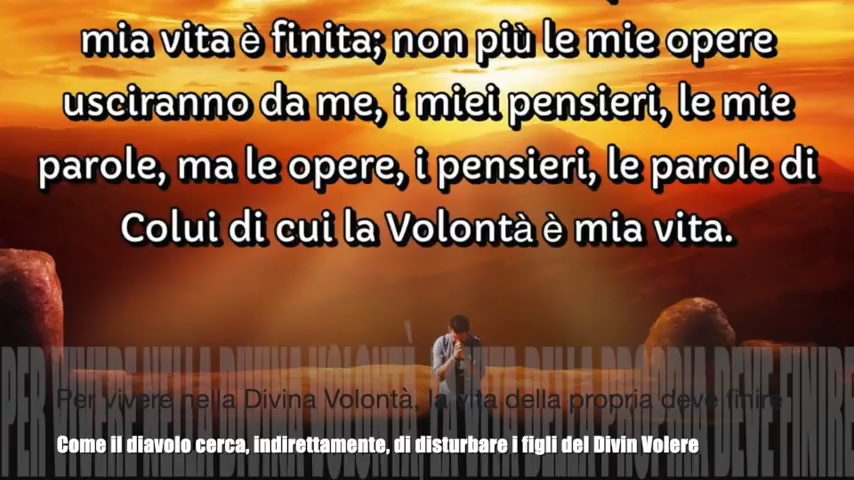 mia vita è finita; non più le mie opere
usciranno da me, i miei pensieri, le mie
parole, ma le opere, i pensieri, le parole di
Colui di cui la Volontà è mia vita.
PER VIVERE NELLA DIVINA VOLONTÀ, LA VITA DELLA PROPRIA DEVE FINIRE
Per vivere nella Divina Volontà, la vita della propria deve finire
Come il diavolo cerca, indirettamente, di disturbare i figli del Divin Volere